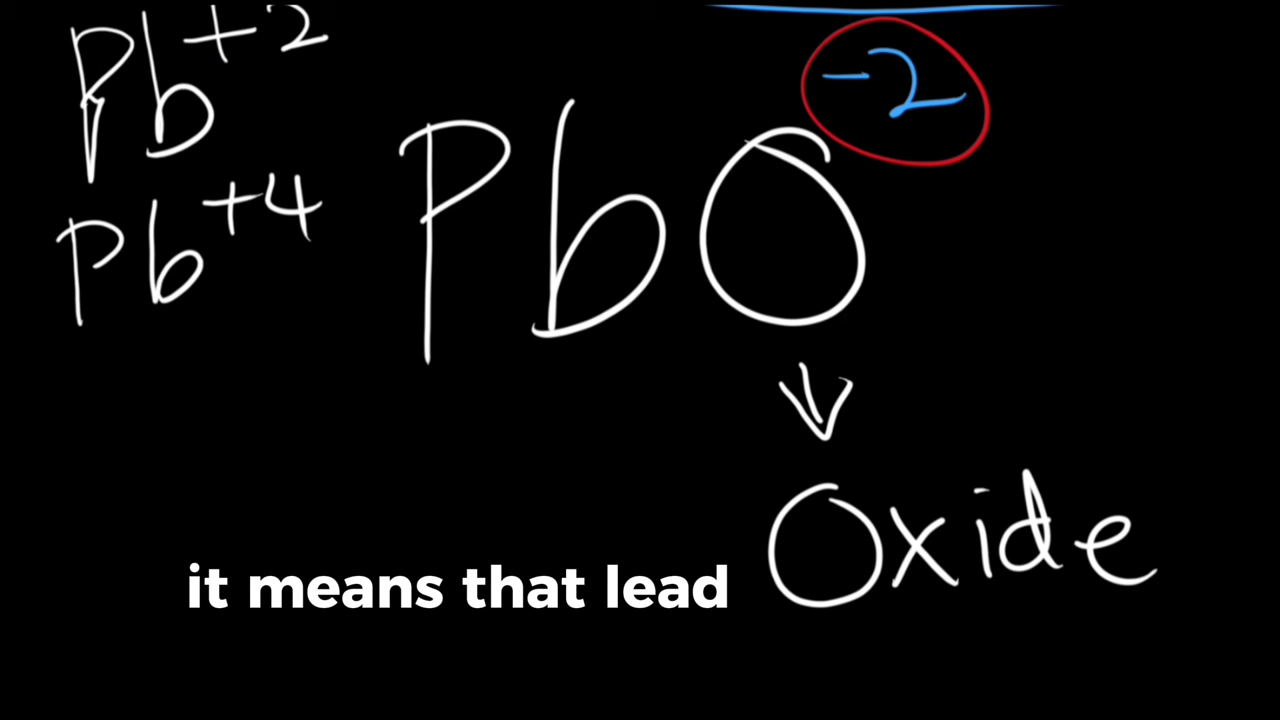 Pb+2
Pb+4
PbO-2
Oxide
it means that lead